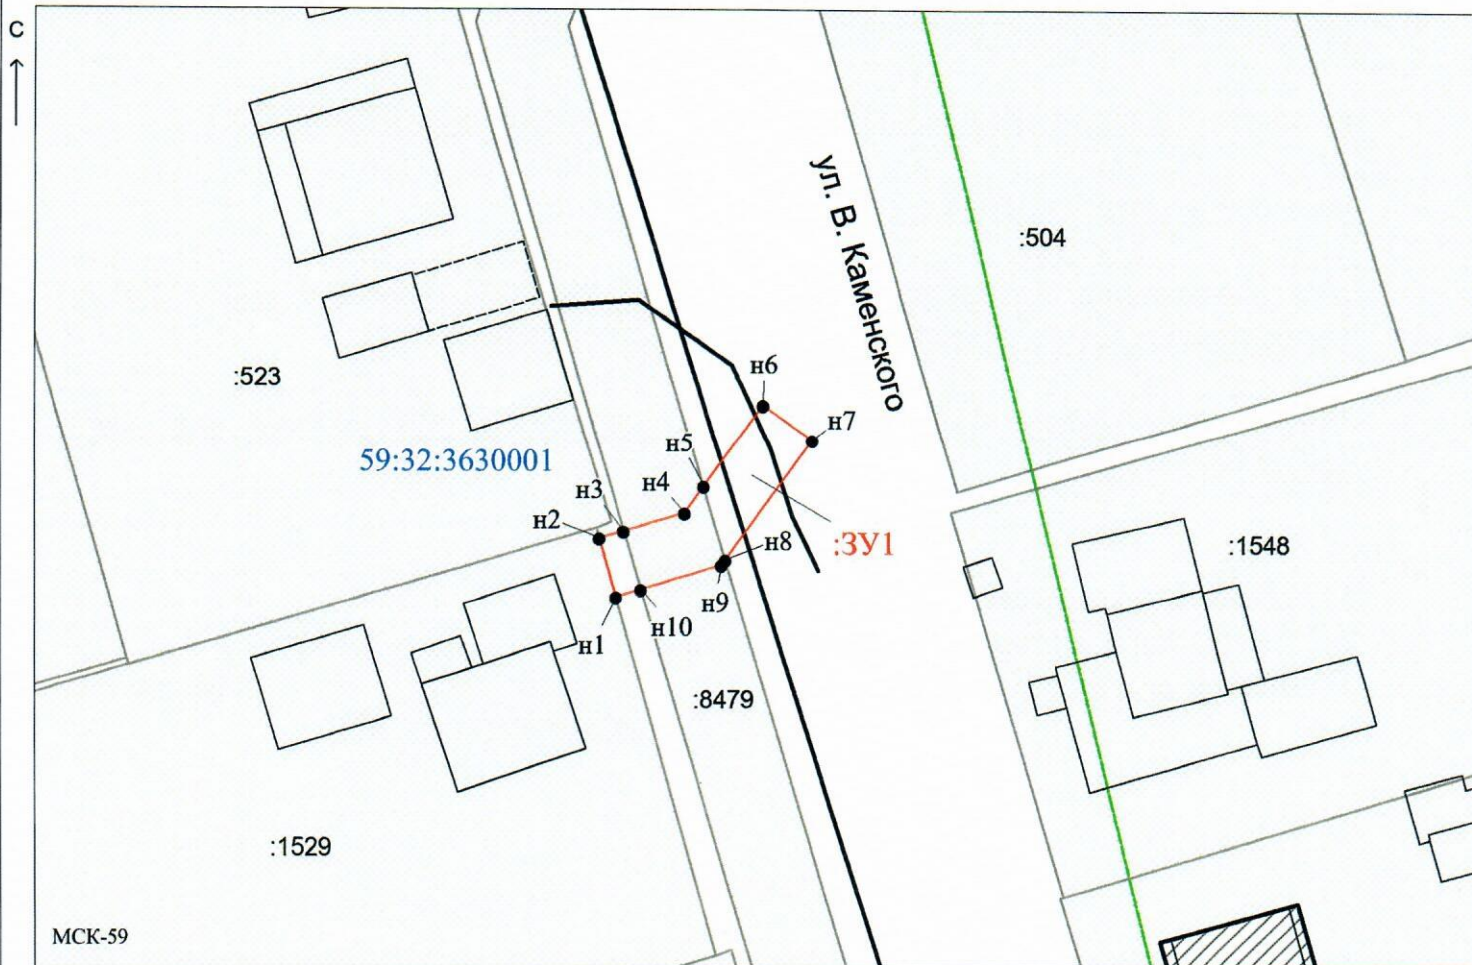 С
ул. В. Каменского
:504
н6
:523
н7
н5
59:32:3630001
н4
н3
н2
н8
:ЗУ1
:1548
н9
н10
н1
:8479
:1529
МСК-59